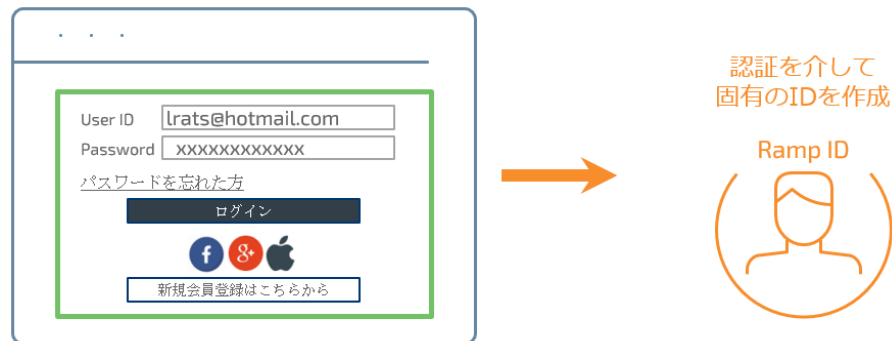 . . .
User ID lrats@hotmail.com
Password xxxxxxxxxxxx
パスワードを忘れた方
ログイン
f 8+
新規会員登録はこちらから
認証を介して
固有のIDを作成
Ramp ID